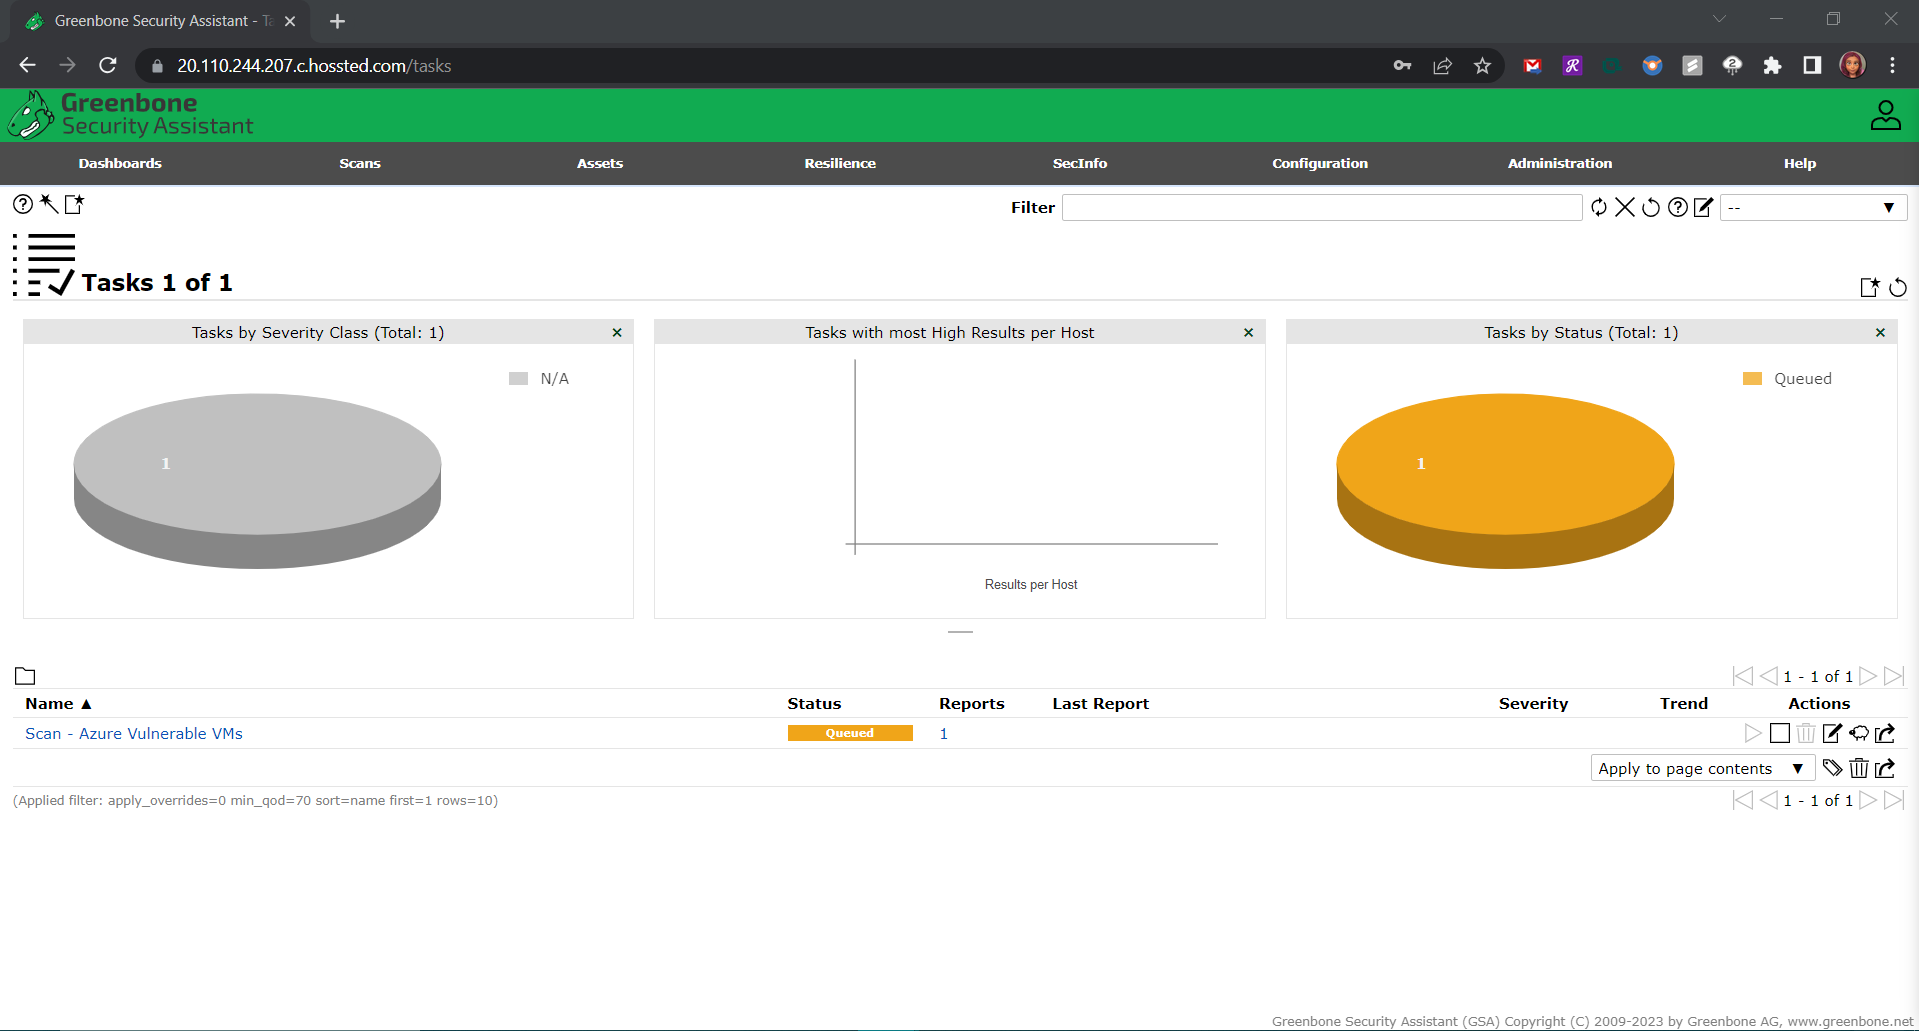 Greenbone Security Assistant - Ta
20.110.244.207.c.hossted.com/tasks
Greenbone
Security Assistant
Dashboards Scans Assets Resilience SecInfo Configuration Administration Help
Filter --
Tasks 1 of 1
Tasks by Severity Class (Total: 1)
N/A
1
Tasks with most High Results per Host
Results per Host
Tasks by Status (Total: 1)
Queued
1
1 - 1 of 1
Name ▲ Status Reports Last Report Severity Trend Actions
Scan - Azure Vulnerable VMs Queued 1
Apply to page contents ▼
(Applied filter: apply_overrides=0 min_qod=70 sort=name first=1 rows=10) 1 - 1 of 1
Greenbone Security Assistant (GSA) Copyright (C) 2009-2023 by Greenbone AG, www.greenbone.net